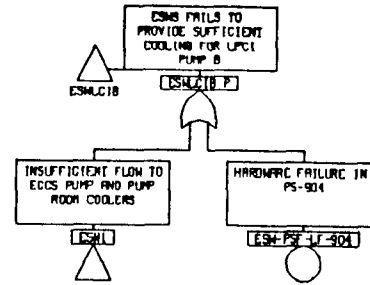 ESWS FAILS TO
PROVIDE SUFFICIENT
COOLING FOR LPCI
PUMP B
ESWLC1B
ESWLC1B P
INSUFFICIENT FLOW TO
ECCS PUMP AND PUMP
ROOM COOLERS
ESW1
HARDWARE FAILURE IN
PS-904
ESW-PSF-LF-904